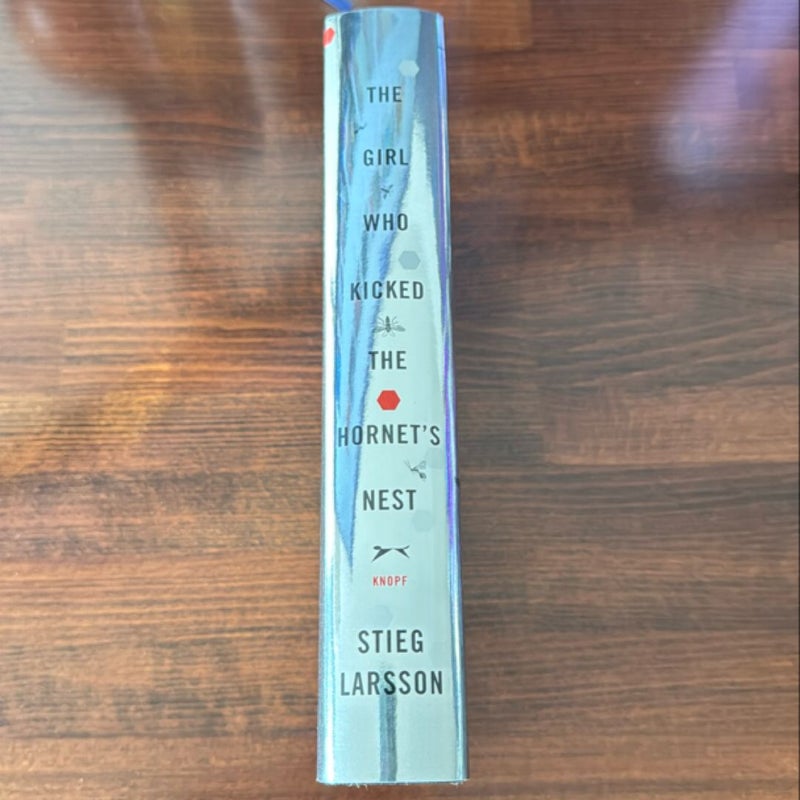 THE
GIRL
WHO
KICKED
THE
HORNET'S
NEST
KNOPF
STIEG
LARSSON